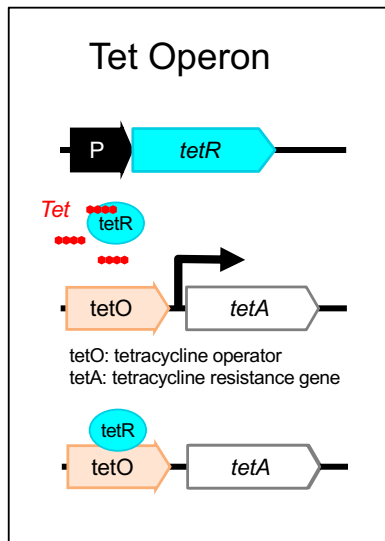 Tet Operon
P tetR
Tet
tetR
tetO tetA
tetO: tetracycline operator
tetA: tetracycline resistance gene
tetR
tetO tetA